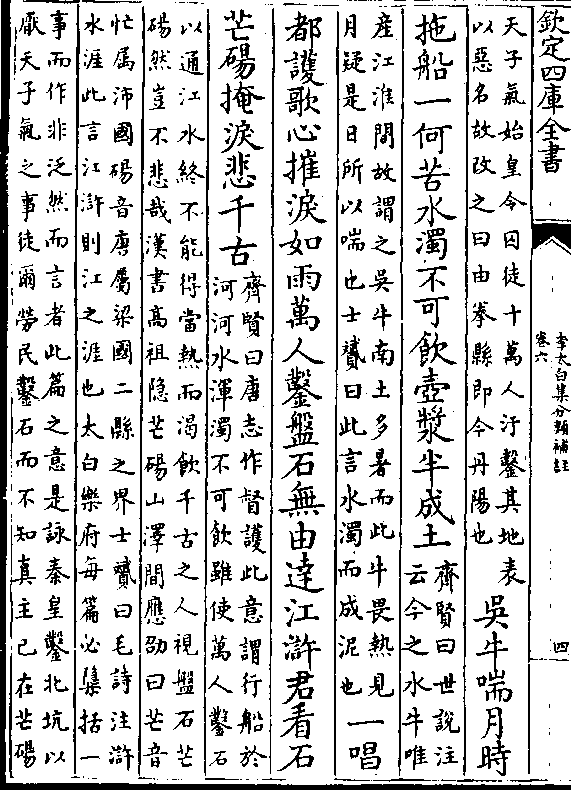 欽定四庫全書
李太白集分類補註
卷六
四
天子氣始皇令囚徒十萬人汙鑿其地表
以惡名故改之曰由拳縣即今丹陽也
吳牛喘月時
拖船一何苦水濁不可飲壺漿半成土
齊賢曰世說注
云今之水牛唯
産江淮間故謂之吳牛南土多暑而此牛畏熱見
月疑是日所以喘也士贇曰此言水濁而成泥也
一唱
都護歌心摧淚如雨萬人鑿盤石無由達江滸君看石
芒碭掩淚悲千古
齊賢曰唐志作督護此意謂行船於
河河水渾濁不可飲雖使萬人鑿石
以通江水終不能得當熱而渴飲千古之人視盤石芒
碭然豈不悲哉漢書高祖隐芒碭山澤間應劭曰芒音
忙属沛國碭音唐屬梁國二縣之界士贇曰毛詩注滸
水涯此言江滸則江之涯也太白樂府每篇必櫽括一
事而作非泛然而言者此篇之意是詠秦皇鑿北坑以
厭天子氣之事徒爾勞民鑿石而不知真主已在芒碭